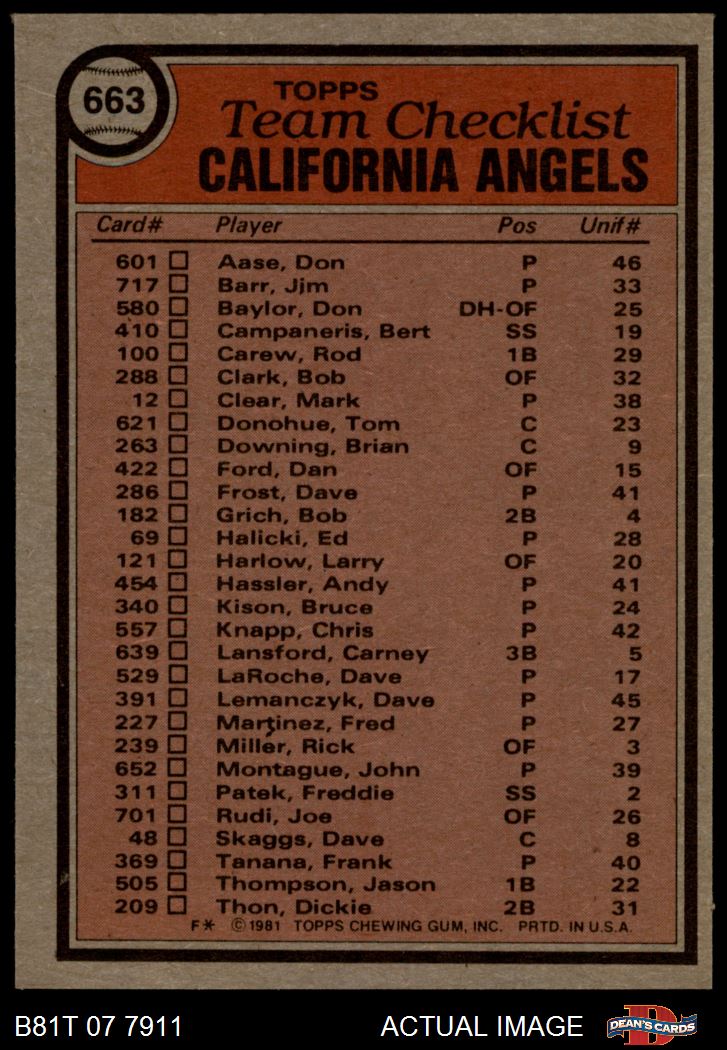 663
TOPPS
Team Checklist
CALIFORNIA ANGELS
Card# Player Pos Unif#
601 Aase, Don P 46
717 Barr, Jim P 33
580 Baylor, Don DH-OF 25
410 Campaneris, Bert SS 19
100 Carew, Rod 1B 29
288 Clark, Bob OF 32
12 Clear, Mark P 38
621 Donohue, Tom C 23
263 Downing, Brian C 9
422 Ford, Dan OF 15
286 Frost, Dave P 41
182 Grich, Bob 2B 4
69 Halicki, Ed P 28
121 Harlow, Larry OF 20
454 Hassler, Andy P 41
340 Kison, Bruce P 24
557 Knapp, Chris P 42
639 Lansford, Carney 3B 5
529 LaRoche, Dave P 17
391 Lemanczyk, Dave P 45
227 Martinez, Fred P 27
239 Miller, Rick OF 3
652 Montague, John P 39
311 Patek, Freddie SS 2
701 Rudi, Joe OF 26
48 Skaggs, Dave C 8
369 Tanana, Frank P 40
505 Thompson, Jason 1B 22
209 Thon, Dickie 2B 31
F* © 1981 TOPPS CHEWING GUM, INC. PRTD. IN U.S.A.
B81T 07 7911 ACTUAL IMAGE DEAN'S CARDS